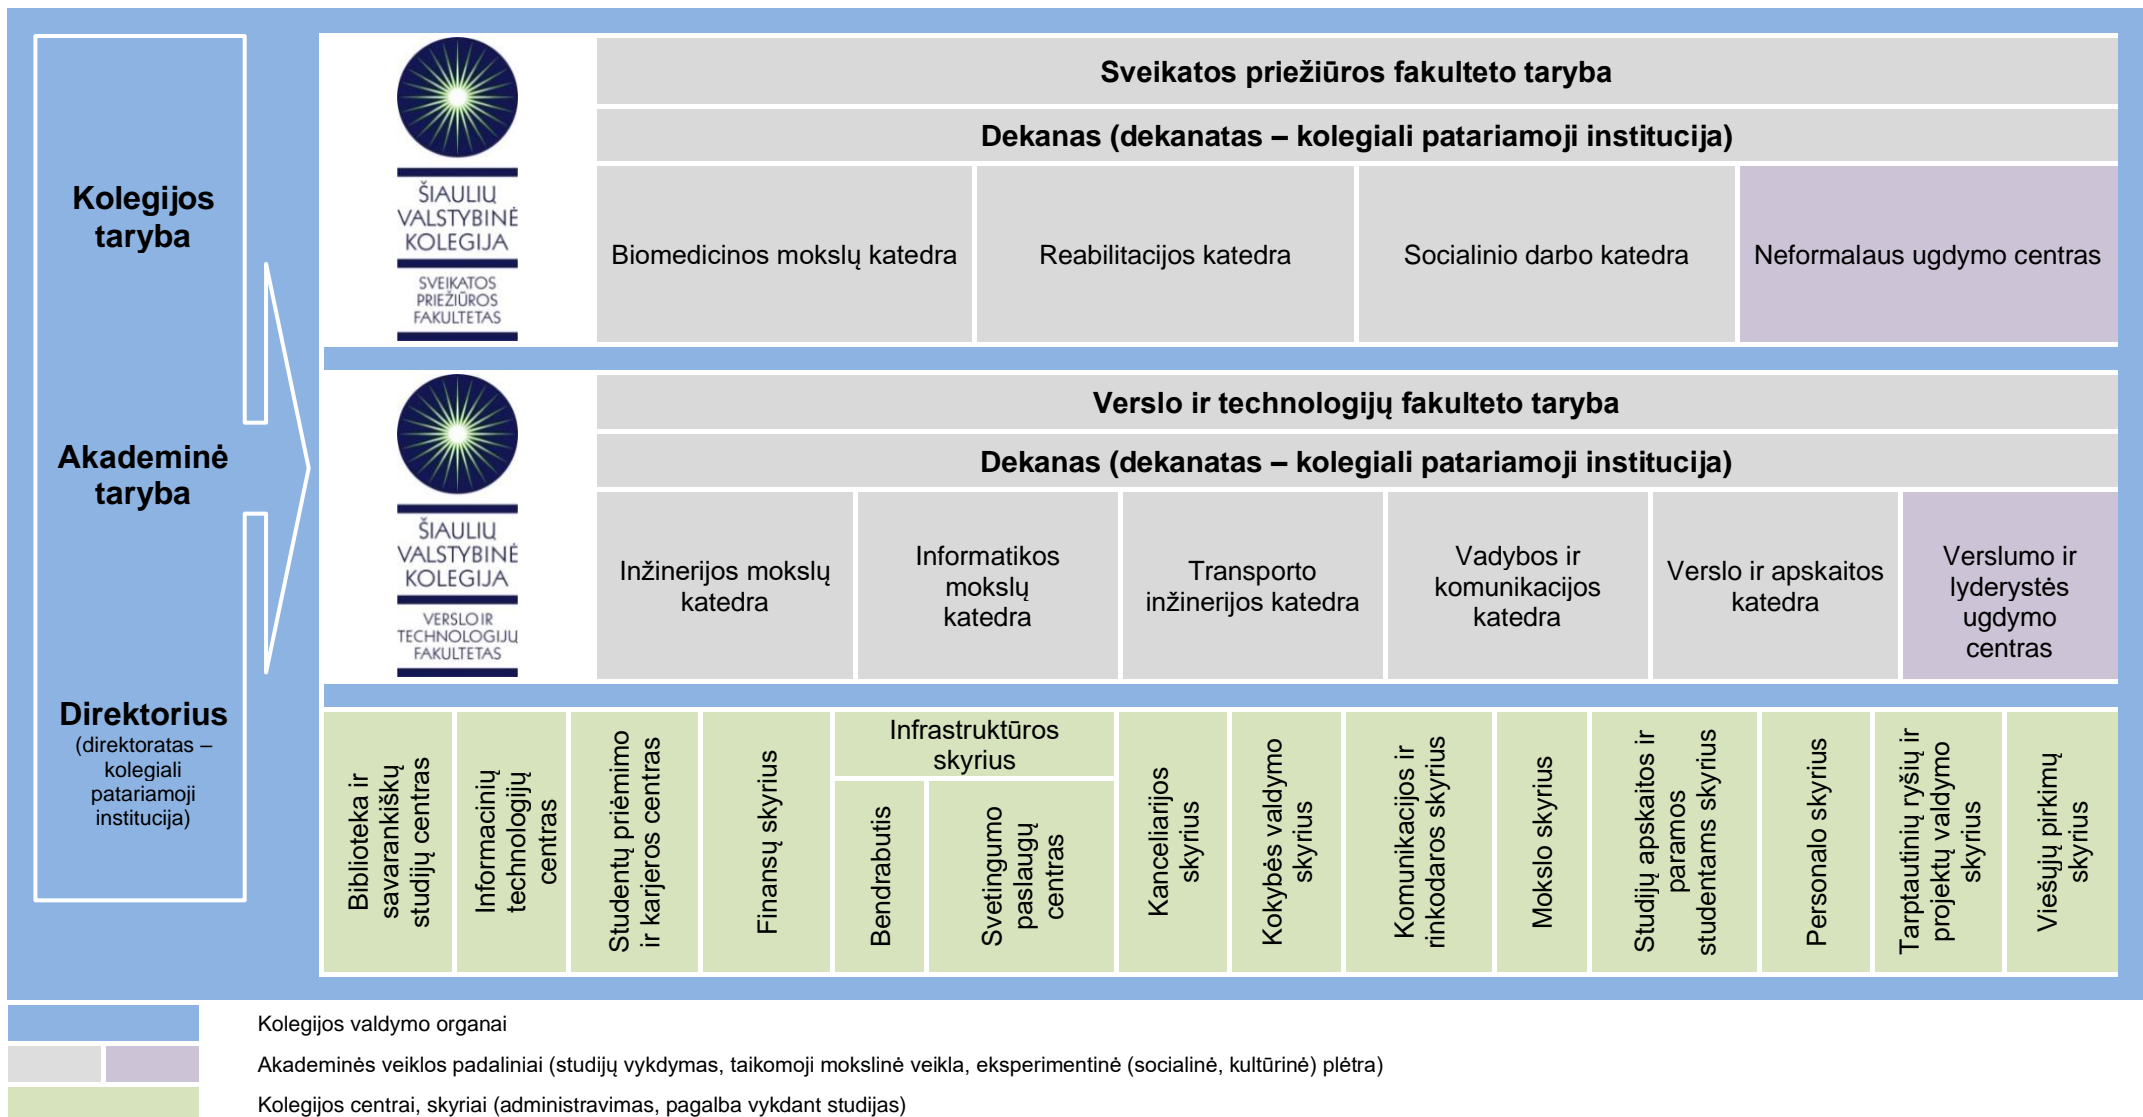 Kolegijos
taryba
Akademinė
taryba
Direktorius
(direktoratas –
kolegiali
patariamoji
institucija)
ŠIAULIŲ
VALSTYBINĖ
KOLEGIJA
SVEIKATOS
PRIEŽIŪROS
FAKULTETAS
Sveikatos priežiūros fakulteto taryba
Dekanas (dekanatas – kolegiali patariamoji institucija)
Biomedicinos mokslų katedra
Reabilitacijos katedra
Socialinio darbo katedra
Neformalaus ugdymo centras
ŠIAULIŲ
VALSTYBINĖ
KOLEGIJA
VERSLO IR
TECHNOLOGIJŲ
FAKULTETAS
Verslo ir technologijų fakulteto taryba
Dekanas (dekanatas – kolegiali patariamoji institucija)
Inžinerijos mokslų
katedra
Informatikos
mokslų
katedra
Transporto
inžinerijos katedra
Vadybos ir
komunikacijos
katedra
Verslo ir apskaitos
katedra
Verslumo ir
lyderystės
ugdymo
centras
Biblioteka ir
savarankiškų
studijų centras
Informacinių
technologijų
centras
Studentų priėmimo
ir karjeros centras
Finansų skyrius
Infrastruktūros
skyrius
Bendrabutis
Svetingumo
paslaugų
centras
Kanceliarijos
skyrius
Kokybės valdymo
skyrius
Komunikacijos ir
rinkodaros skyrius
Mokslo skyrius
Studijų apskaitos ir
paramos
studentams skyrius
Personalo skyrius
Tarptautinių ryšių ir
projektų valdymo
skyrius
Viešųjų pirkimų
skyrius
Kolegijos valdymo organai
Akademinės veiklos padaliniai (studijų vykdymas, taikomoji mokslinė veikla, eksperimentinė (socialinė, kultūrinė) plėtra)
Kolegijos centrai, skyriai (administravimas, pagalba vykdant studijas)